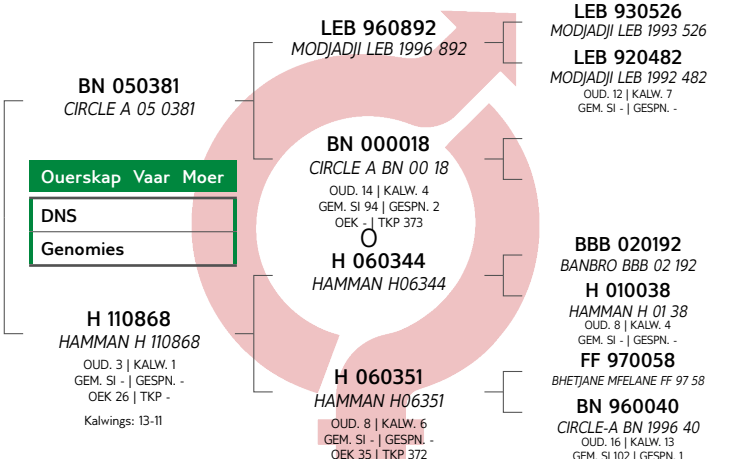 BN 050381
CIRCLE A 05 0381
Ouerskap Vaar Moer
DNS
Genomies
H 110868
HAMMAN H 110868
OUD. 3 | KALW. 1
GEM. SI - | GESPN. -
OEK 26 | TKP -
Kalwings: 13-11
LEB 960892
MODJADJI LEB 1996 892
BN 000018
CIRCLE A BN 00 18
OUD. 14 | KALW. 4
GEM. SI 94 | GESPN. 2
OEK - | TKP 373
O
H 060344
HAMMAN H06344
H 060351
HAMMAN H06351
OUD. 8 | KALW. 6
GEM. SI - | GESPN. -
OEK 35 | TKP 372
LEB 930526
MODJADJI LEB 1993 526
LEB 920482
MODJADJI LEB 1992 482
OUD. 12 | KALW. 7
GEM. SI - | GESPN. -
BBB 020192
BANBRO BBB 02 192
H 010038
HAMMAN H 01 38
OUD. 8 | KALW. 4
GEM. SI - | GESPN. -
FF 970058
BHETJANE MFELANE FF 97 58
BN 960040
CIRCLE-A BN 1996 40
OUD. 16 | KALW. 13
GEM. SI 102 | GESPN. 1